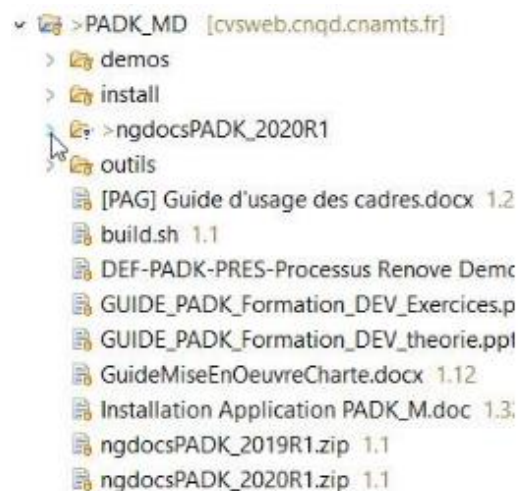 >PADK_MD [cvsweb.cnqd.cnamts.fr]
demos
install
>ngdocsPADK_2020R1
outils
[PAG] Guide d'usage des cadres.docx 1.2
build.sh 1.1
DEF-PADK-PRES-Processus Renove Demo
GUIDE_PADK_Formation_DEV_Exercices.p
GUIDE_PADK_Formation_DEV_theorie.ppt
GuideMiseEnOeuvreCharte.docx 1.12
Installation Application PADK_M.doc 1.32
ngdocsPADK_2019R1.zip 1.1
ngdocsPADK_2020R1.zip 1.1